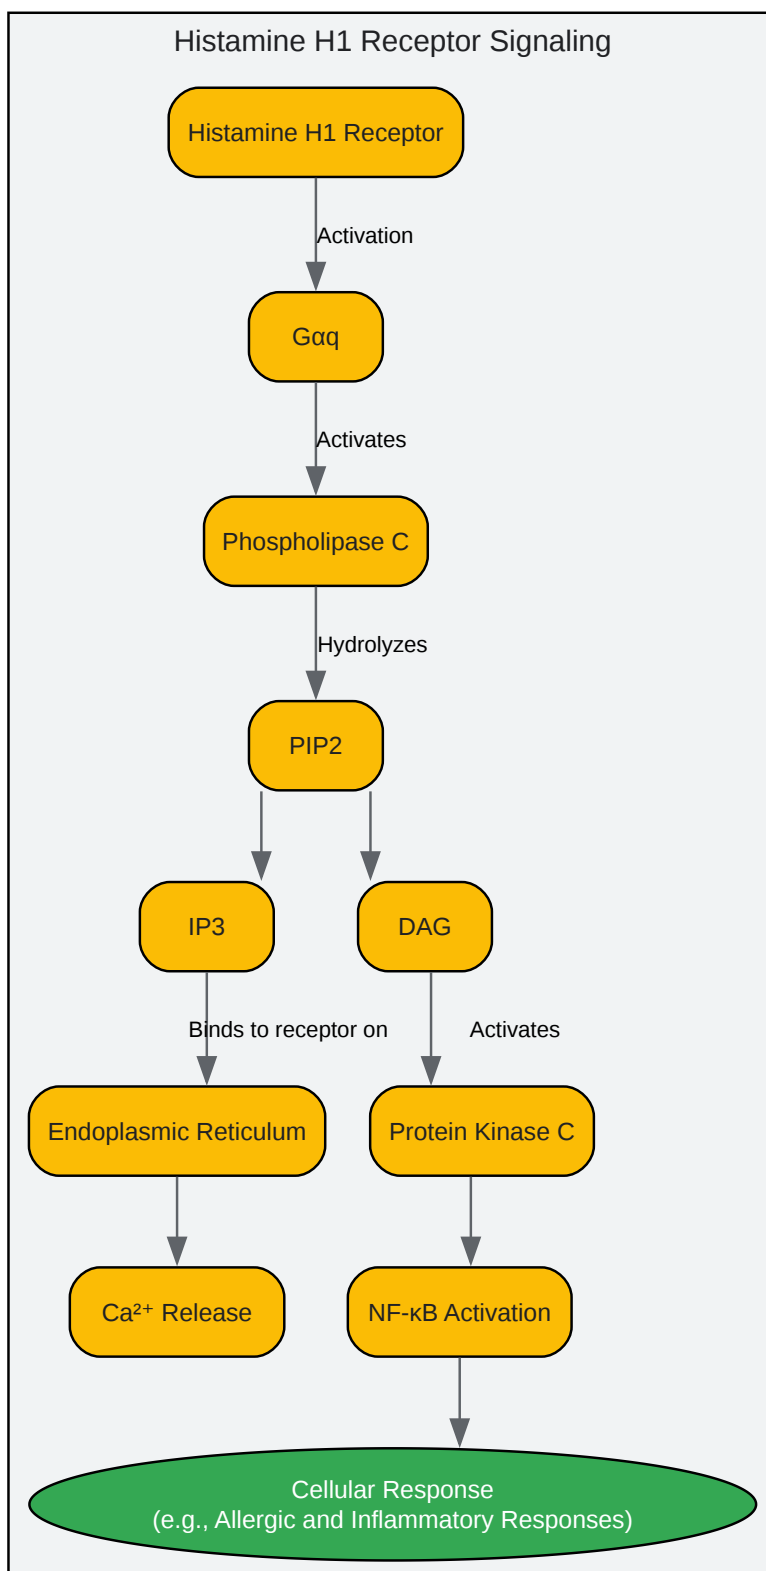 Histamine H1 Receptor Signaling
Histamine H1 Receptor
Activation
Gαq
Activates
Phospholipase C
Hydrolyzes
PIP2
IP3
DAG
Binds to receptor on
Activates
Endoplasmic Reticulum
Protein Kinase C
Ca²⁺ Release
NF-κB Activation
Cellular Response
(e.g., Allergic and Inflammatory Responses)